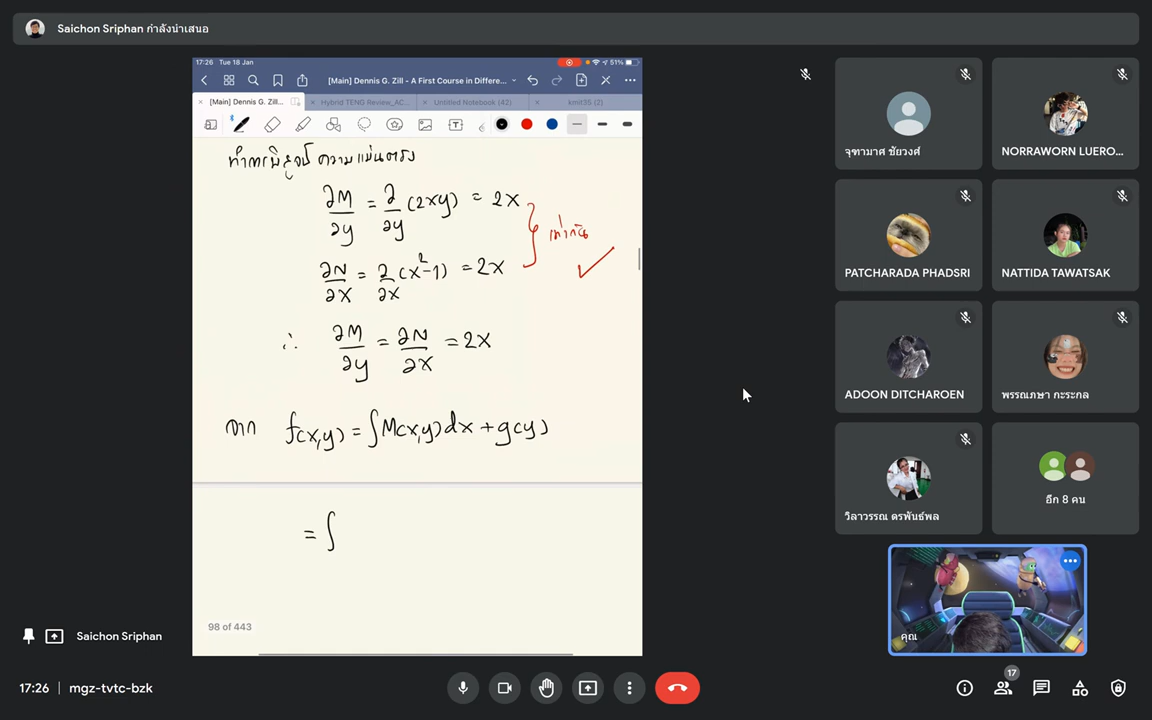 Saichon Sriphan กำลังนำเสนอ
17:26 Tue 18 Jan
51%
[Main] Dennis G. Zill - A First Course in Differe...
[Main] Dennis G. Zill...
Hybrid TENG Review_AC...
Untitled Notebook (42)
kmit35 (2)
ทำการพิสูจน์ความแม่นตรง
∂M/∂y = ∂/∂y (2xy) = 2x
∂N/∂x = ∂/∂x (x²-1) = 2x
เท่ากัน ✓
∴ ∂M/∂y = ∂N/∂x = 2x
จาก f(x,y) = ∫M(x,y)dx + g(y)
= ∫
98 of 443
จุฑามาศ ชัยวงศ์
NORRAWORN LUERO...
PATCHARADA PHADSRI
NATTIDA TAWATSAK
ADOON DITCHAROEN
พรรณภษา กะระกล
วิลาวรรณ ดรพันธ์พล
อีก 8 คน
คุณ
Saichon Sriphan
17:26 | mgz-tvtc-bzk
17